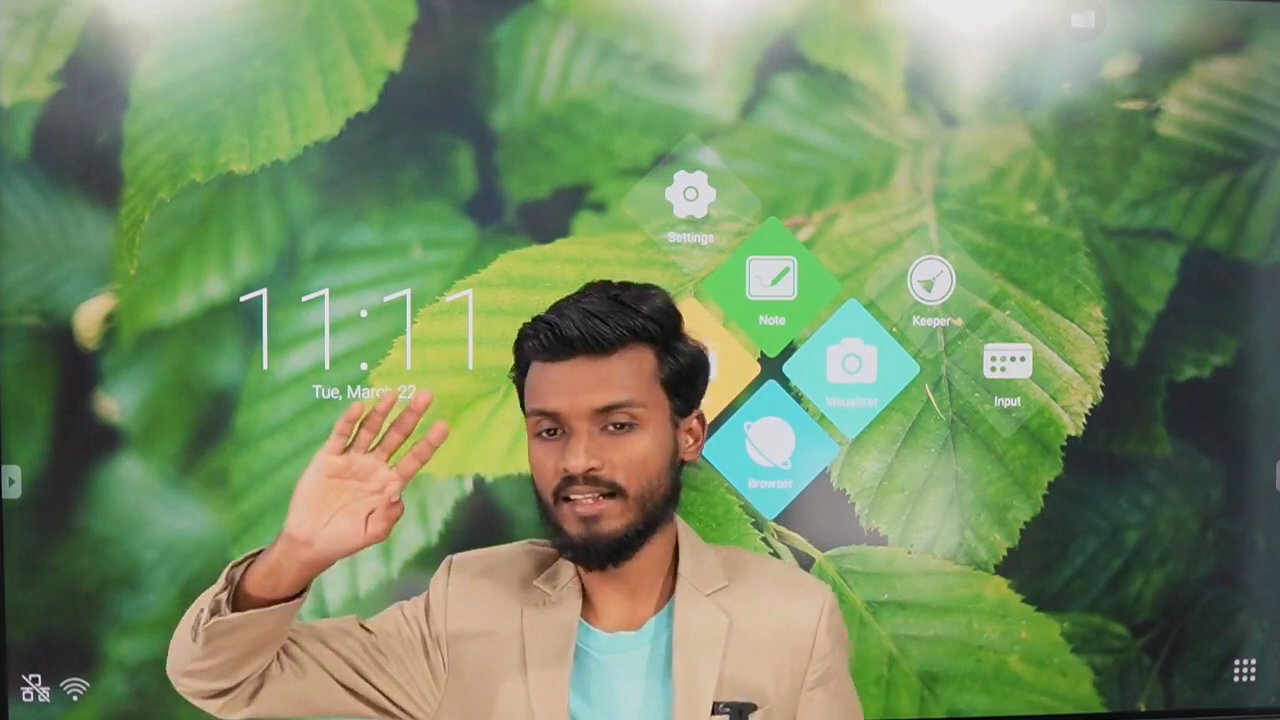 Settings
Note
Keeper
11:11
Visualizer
Tue, March 22
Input
Browser